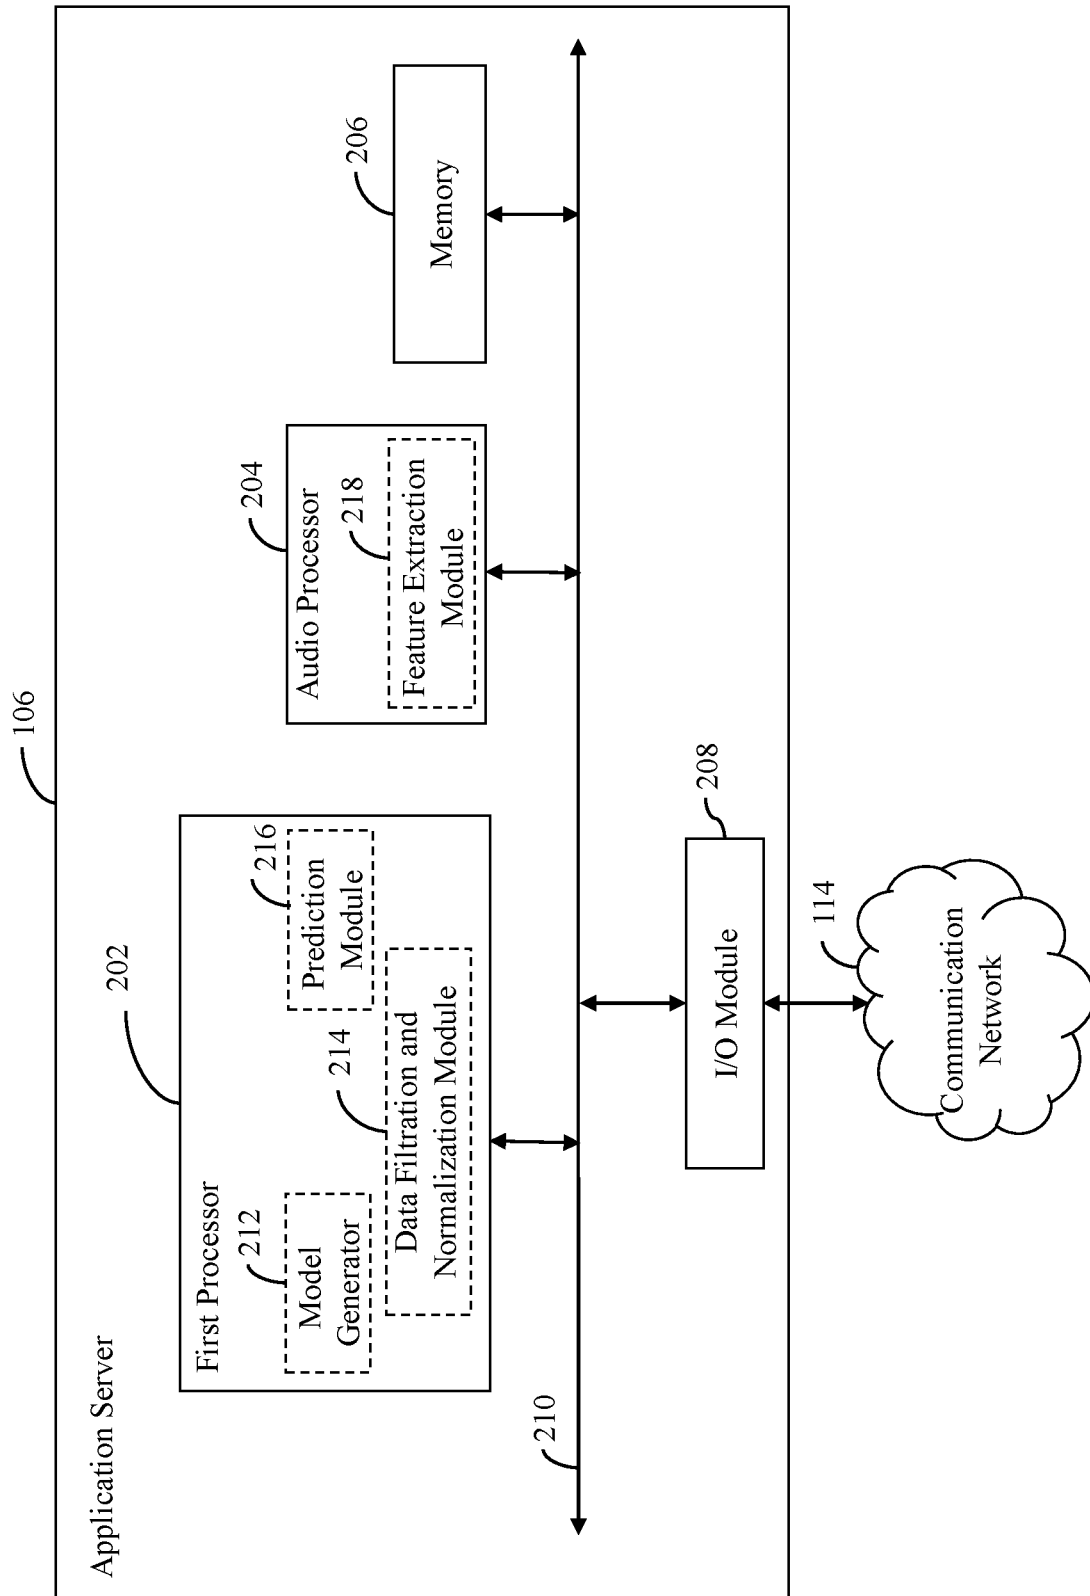 106
Application Server
202
First Processor
212
Model
Generator
216
Prediction
Module
214
Data Filtration and
Normalization Module
204
Audio Processor
218
Feature Extraction
Module
206
Memory
210
208
I/O Module
114
Communication
Network